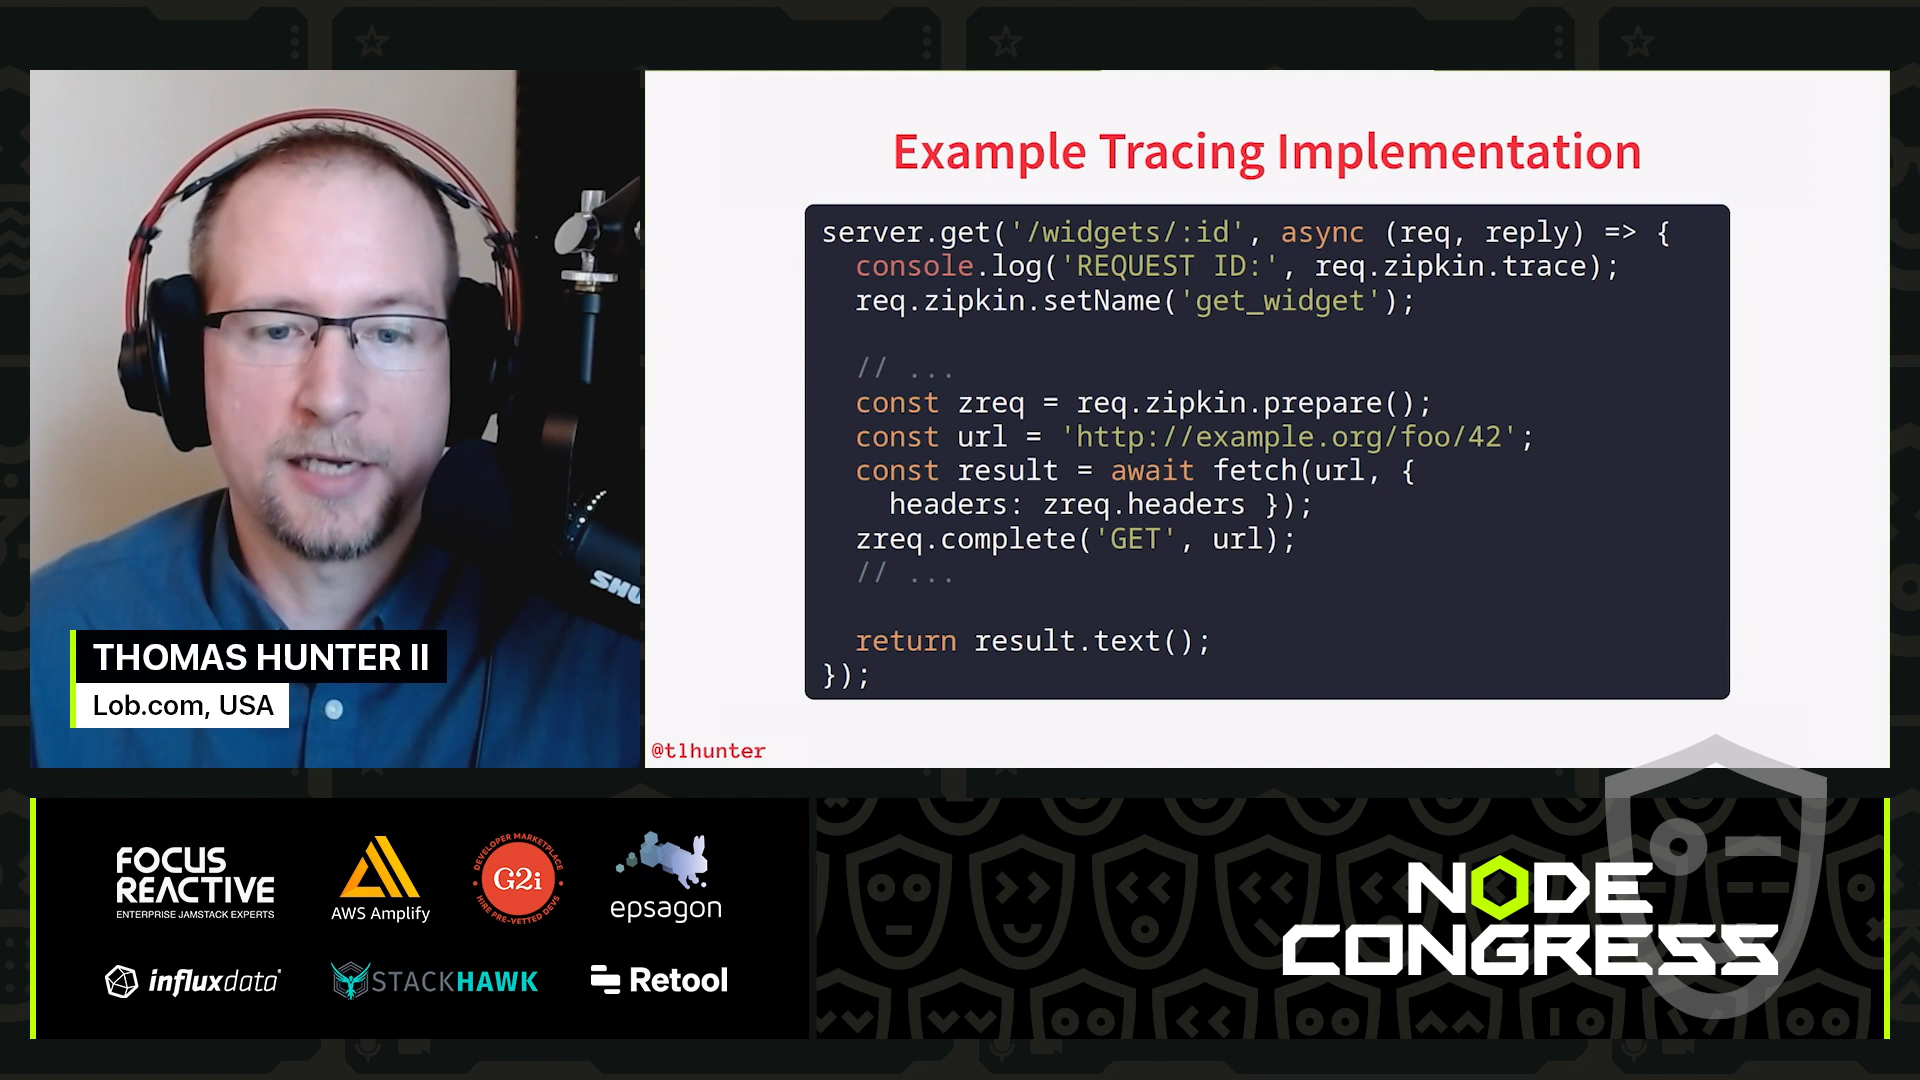 Example Tracing Implementation
server.get('/widgets/:id', async (req, reply) => {
  console.log('REQUEST ID:', req.zipkin.trace);
  req.zipkin.setName('get_widget');
  // ...
  const zreq = req.zipkin.prepare();
  const url = 'http://example.org/foo/42';
  const result = await fetch(url, {
    headers: zreq.headers });
  zreq.complete('GET', url);
  // ...
  return result.text();
});
@tlhunter
SHU
THOMAS HUNTER II
Lob.com, USA
FOCUS
REACTIVE
ENTERPRISE JAMSTACK EXPERTS
AWS Amplify
DEVELOPER MARKETPLACE
G2i
HIRE PRE-VETTED DEVS
epsagon
influxdata
STACKHAWK
Retool
NODE
CONGRESS